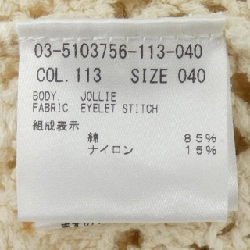 03-5103756-113-040
COL. 113 SIZE 040
BODY. JOLLIE
FABRIC EYELET STITCH
組成表示
綿 85%
ナイロン 15%